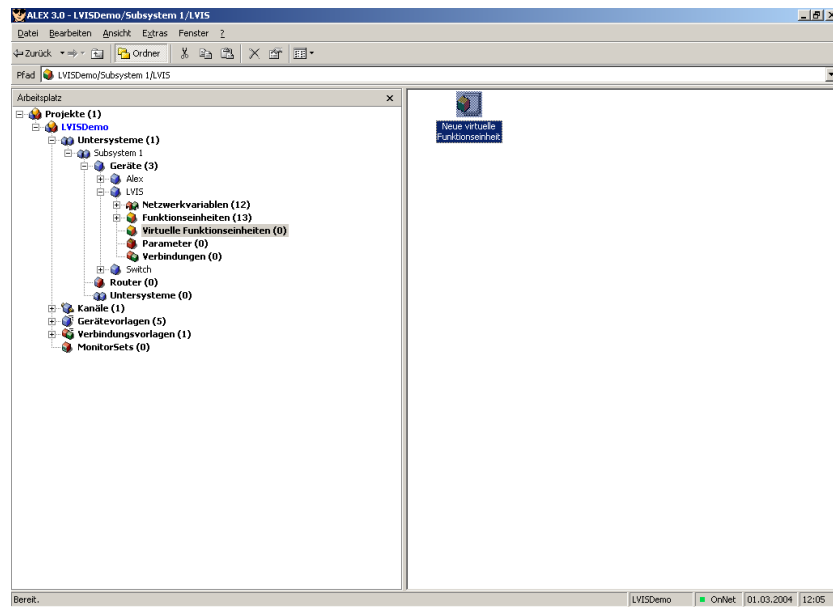 ALEX 3.0 - LVISDemo/Subsystem 1/LVIS
Datei Bearbeiten Ansicht Extras Fenster ?
Zurück Ordner
Pfad LVISDemo/Subsystem 1/LVIS
Arbeitsplatz
Projekte (1)
LVISDemo
Untersysteme (1)
Subsystem 1
Geräte (3)
Alex
LVIS
Netzwerkvariablen (12)
Funktionseinheiten (13)
Virtuelle Funktionseinheiten (0)
Parameter (0)
Verbindungen (0)
Switch
Router (0)
Untersysteme (0)
Kanäle (1)
Gerätevorlagen (5)
Verbindungsvorlagen (1)
MonitorSets (0)
Neue virtuelle
Funktionseinheit
Bereit. LVISDemo OnNet 01.03.2004 12:05